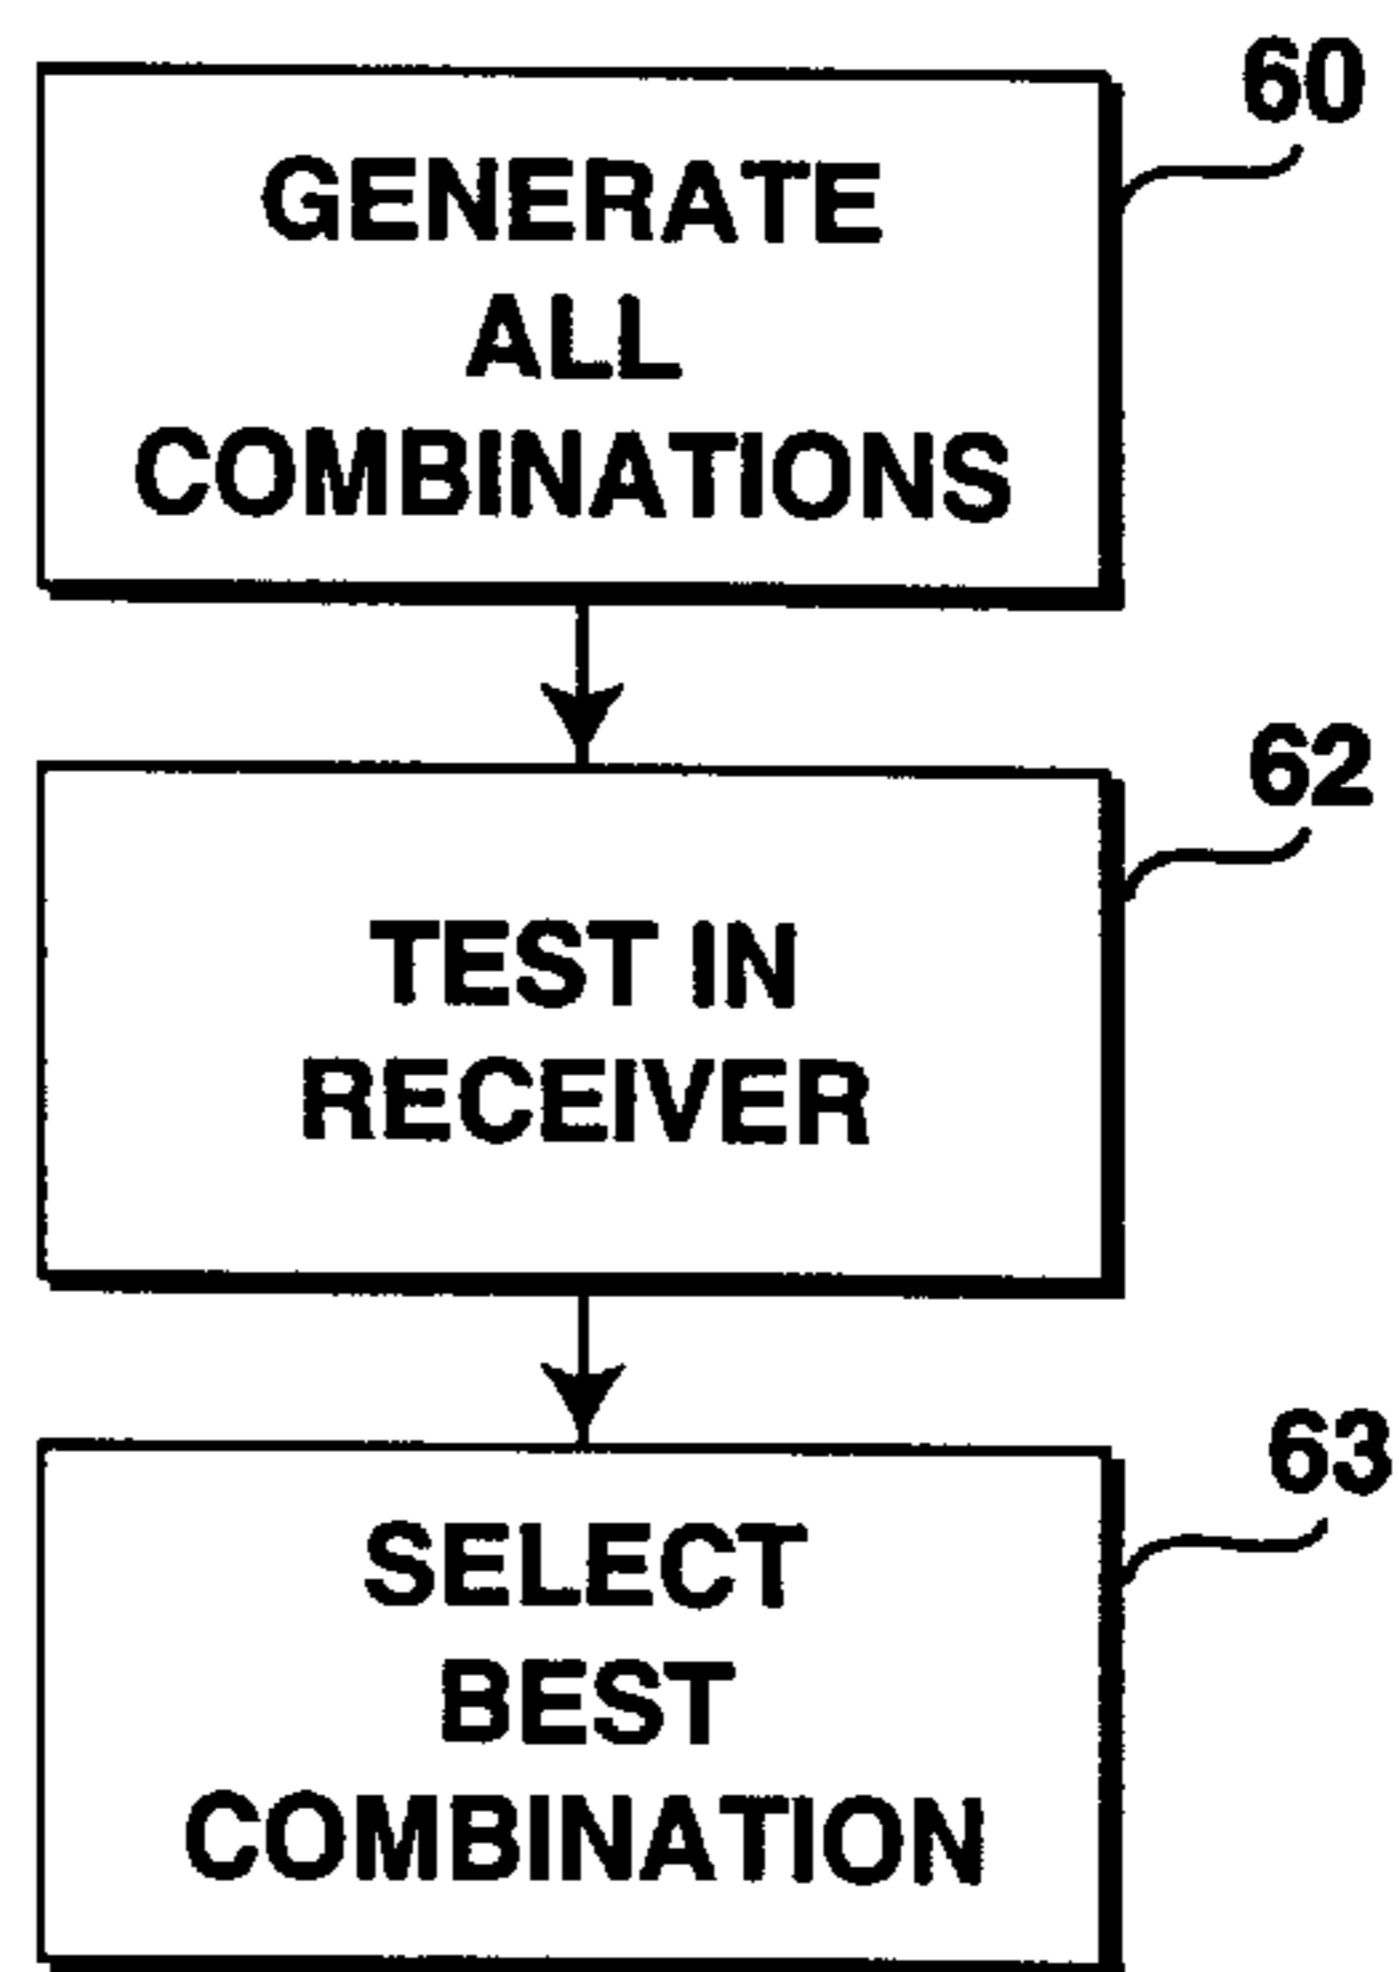 60
GENERATE
ALL
COMBINATIONS
62
TEST IN
RECEIVER
63
SELECT
BEST
COMBINATION